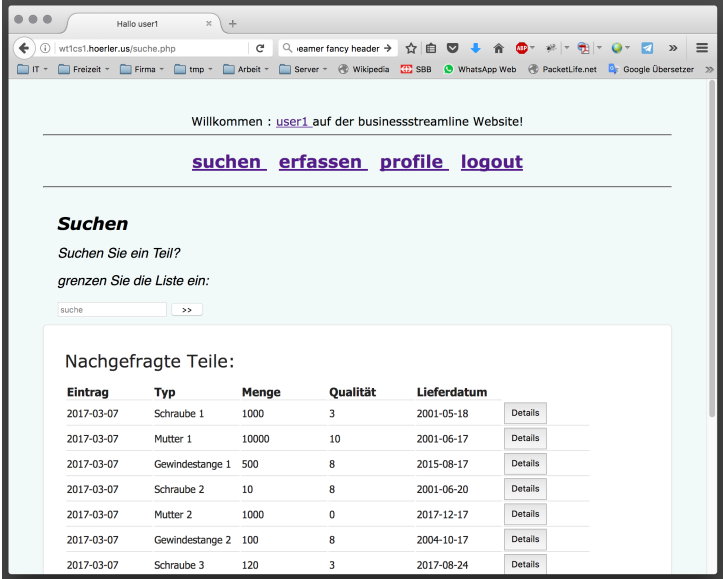 Hallo user1
wt1cs1.hoerler.us/suche.php
eamer fancy header
ABP
IT Freizeit Firma tmp Arbeit Server Wikipedia SBB WhatsApp Web PacketLife.net Google Übersetzer
Willkommen : user1 auf der businessstreamline Website!
suchen erfassen profile logout
Suchen
Suchen Sie ein Teil?
grenzen Sie die Liste ein:
suche >>
Nachgefragte Teile:
Eintrag Typ Menge Qualität Lieferdatum
2017-03-07 Schraube 1 1000 3 2001-05-18 Details
2017-03-07 Mutter 1 10000 10 2001-06-17 Details
2017-03-07 Gewindestange 1 500 8 2015-08-17 Details
2017-03-07 Schraube 2 10 8 2001-06-20 Details
2017-03-07 Mutter 2 1000 0 2017-12-17 Details
2017-03-07 Gewindestange 2 100 8 2004-10-17 Details
2017-03-07 Schraube 3 120 3 2017-08-24 Details